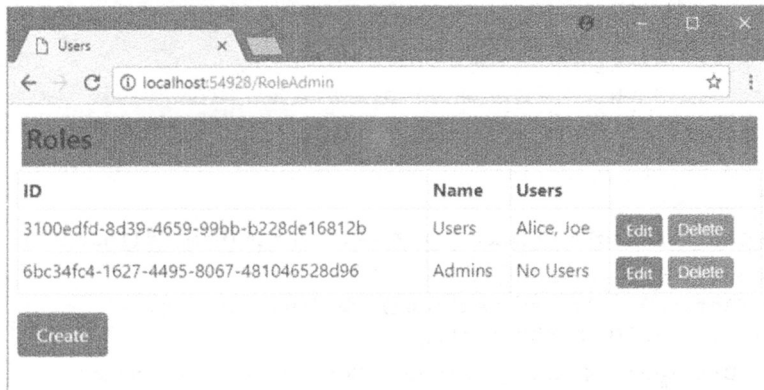 Users
localhost:54928/RoleAdmin
Roles
ID Name Users
3100edfd-8d39-4659-99bb-b228de16812b Users Alice, Joe Edit Delete
6bc34fc4-1627-4495-8067-481046528d96 Admins No Users Edit Delete
Create